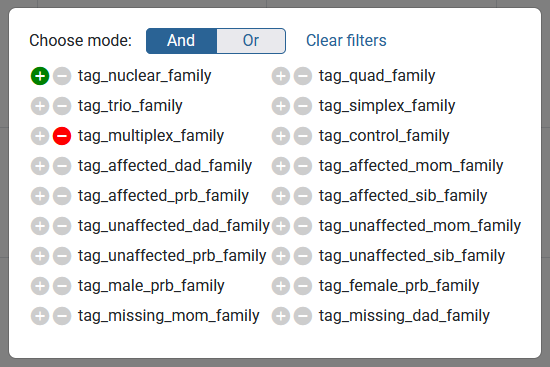 Choose mode: And Or Clear filters
tag_nuclear_family tag_quad_family
tag_trio_family tag_simplex_family
tag_multiplex_family tag_control_family
tag_affected_dad_family tag_affected_mom_family
tag_affected_prb_family tag_affected_sib_family
tag_unaffected_dad_family tag_unaffected_mom_family
tag_unaffected_prb_family tag_unaffected_sib_family
tag_male_prb_family tag_female_prb_family
tag_missing_mom_family tag_missing_dad_family